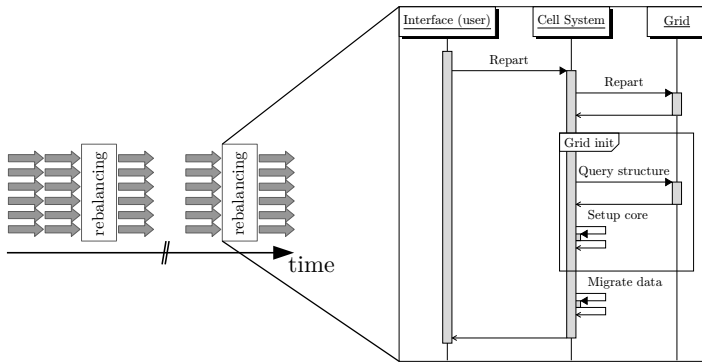 rebalancing
rebalancing
time
Interface (user)
Cell System
Grid
Repart
Repart
Grid init
Query structure
Setup core
Migrate data